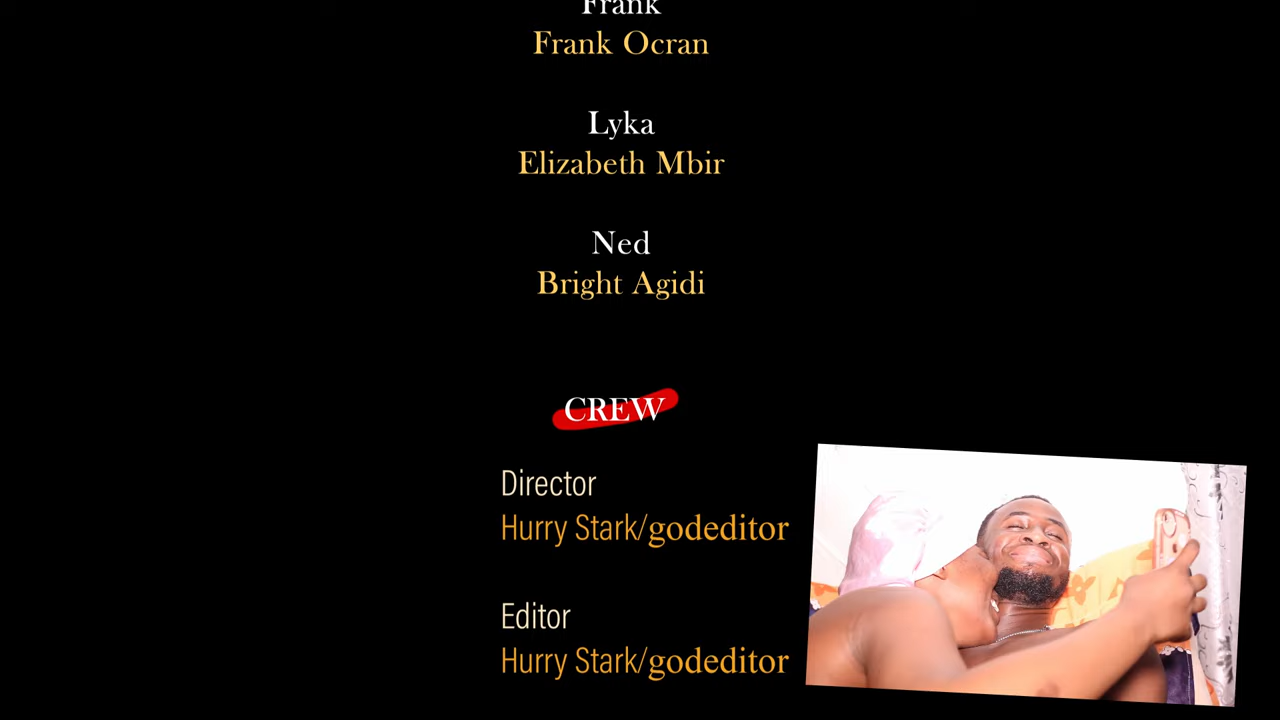 Frank
Frank Ocran
Lyka
Elizabeth Mbir
Ned
Bright Agidi
CREW
Director
Hurry Stark/godeditor
Editor
Hurry Stark/godeditor